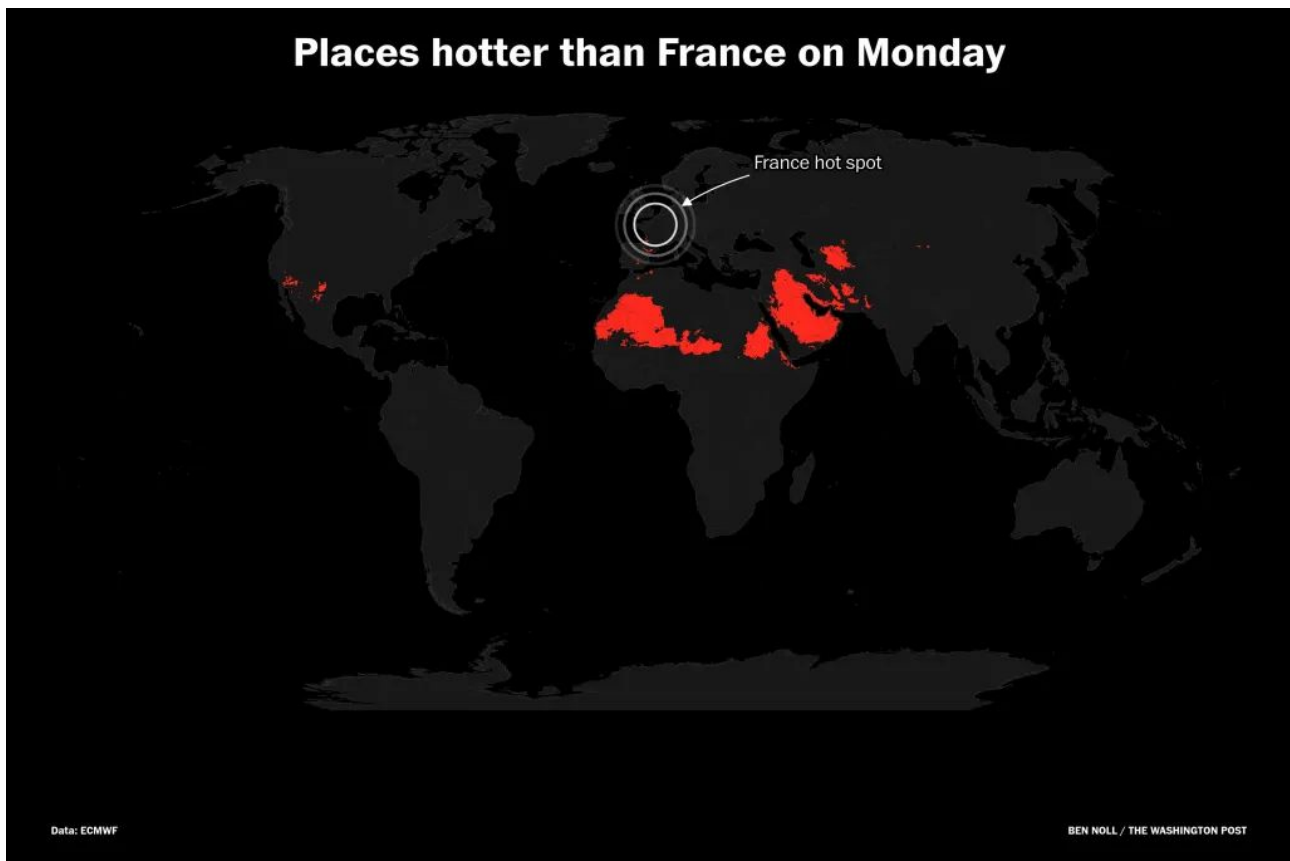 Places hotter than France on Monday
France hot spot
Data: ECMWF
BEN NOLL / THE WASHINGTON POST